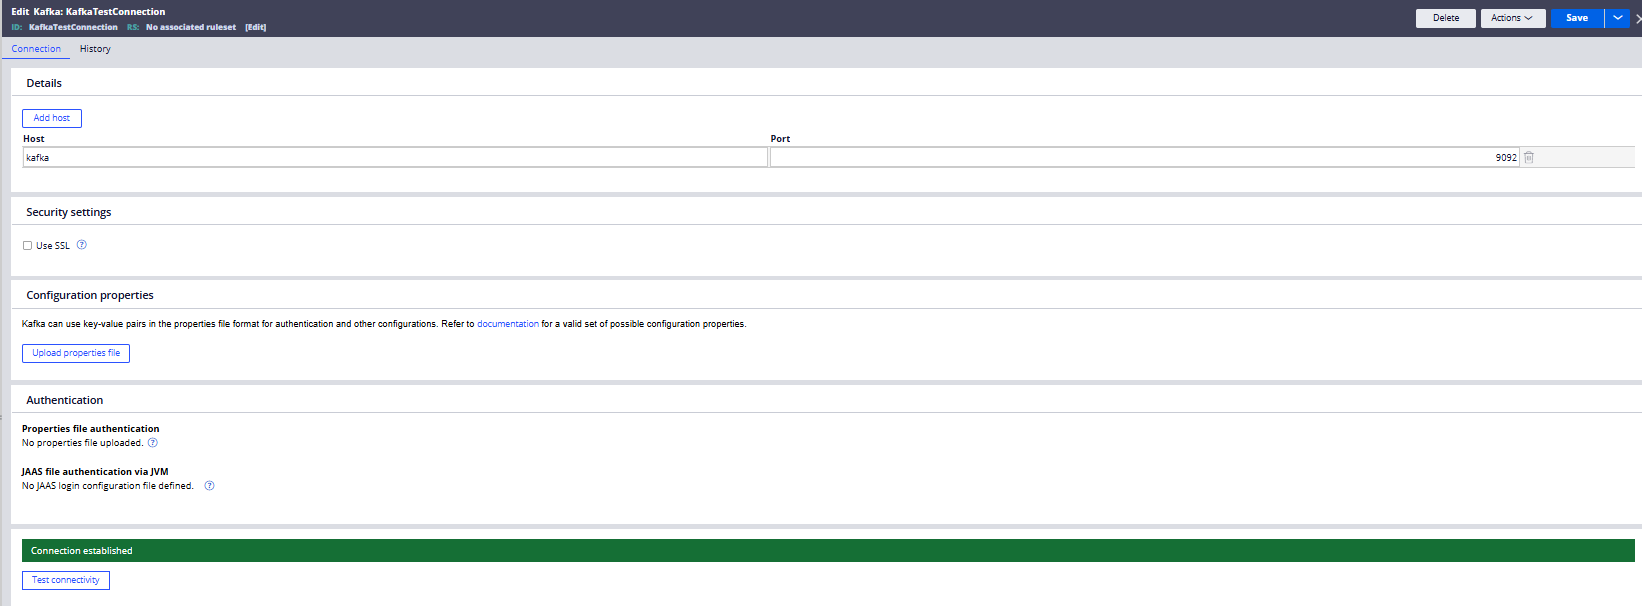 Edit Kafka: KafkaTestConnection
ID: KafkaTestConnection RS: No associated ruleset [Edit]
Delete
Actions
Save
Connection
History
Details
Add host
Host
Port
kafka
9092
Security settings
Use SSL ?
Configuration properties
Kafka can use key-value pairs in the properties file format for authentication and other configurations. Refer to documentation for a valid set of possible configuration properties.
Upload properties file
Authentication
Properties file authentication
No properties file uploaded. ?
JAAS file authentication via JVM
No JAAS login configuration file defined. ?
Connection established
Test connectivity